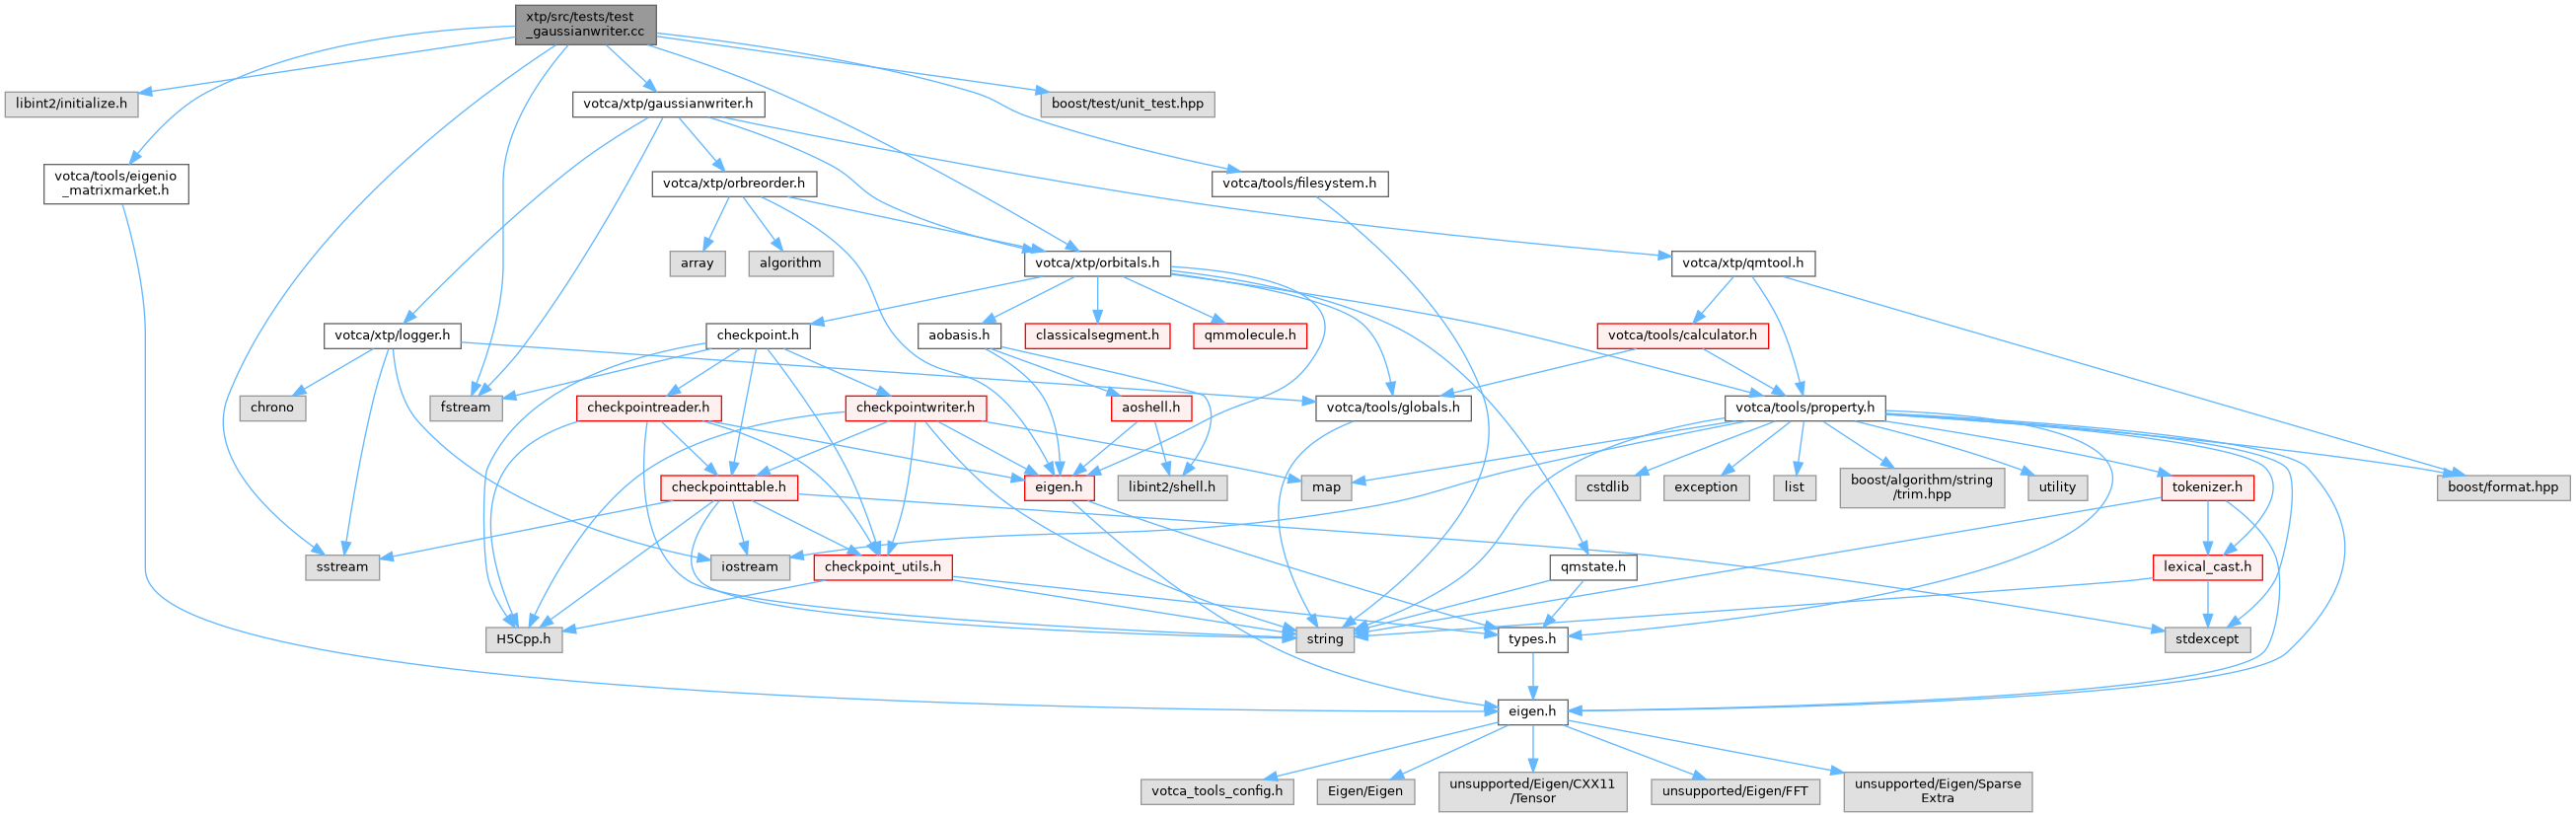 xtp/src/tests/test
_gaussianwriter.cc
libint2/initialize.h
votca/xtp/gaussianwriter.h
boost/test/unit_test.hpp
votca/tools/eigenio
_matrixmarket.h
votca/xtp/orbreorder.h
votca/tools/filesystem.h
array
algorithm
votca/xtp/orbitals.h
votca/xtp/qmtool.h
votca/xtp/logger.h
checkpoint.h
aobasis.h
classicalsegment.h
qmmolecule.h
votca/tools/calculator.h
chrono
fstream
checkpointreader.h
checkpointwriter.h
aoshell.h
votca/tools/globals.h
votca/tools/property.h
checkpointtable.h
eigen.h
libint2/shell.h
map
cstdlib
exception
list
boost/algorithm/string
/trim.hpp
utility
tokenizer.h
boost/format.hpp
sstream
iostream
checkpoint_utils.h
qmstate.h
lexical_cast.h
H5Cpp.h
string
types.h
stdexcept
eigen.h
votca_tools_config.h
Eigen/Eigen
unsupported/Eigen/CXX11
/Tensor
unsupported/Eigen/FFT
unsupported/Eigen/Sparse
Extra